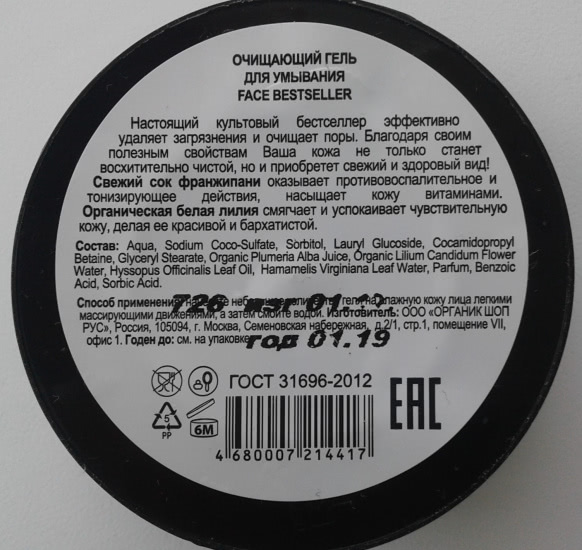 ОЧИЩАЮЩИЙ ГЕЛЬ
ДЛЯ УМЫВАНИЯ
FACE BESTSELLER
Настоящий культовый бестселлер эффективно
удаляет загрязнения и очищает поры. Благодаря своим
полезным свойствам Ваша кожа не только станет
восхитительно чистой, но и приобретет свежий и здоровый вид!
Свежий сок франжипани оказывает противовоспалительное и
тонизирующее действия, насыщает кожу витаминами.
Органическая белая лилия смягчает и успокаивает чувствительную
кожу, делая ее красивой и бархатистой.
Состав: Aqua, Sodium Coco-Sulfate, Sorbitol, Lauryl Glucoside, Cocamidopropyl
Betaine, Glyceryl Stearate, Organic Plumeria Alba Juice, Organic Lilium Candidum Flower
Water, Hyssopus Officinalis Leaf Oil, Hamamelis Virginiana Leaf Water, Parfum, Benzoic
Acid, Sorbic Acid.
Способ применения: геля на влажную кожу лица легкими
массирующими движениями, а затем смойте водой. Изготовитель: ООО «ОРГАНИК ШОП
РУС», Россия, 105094, г. Москва, Семеновская набережная, д.2/1, стр.1, помещение VII,
офис 1. Годен до: см. на упаковке
год 01.19
ГОСТ 31696-2012
EAC
5
PP
6M
4 680007 214417